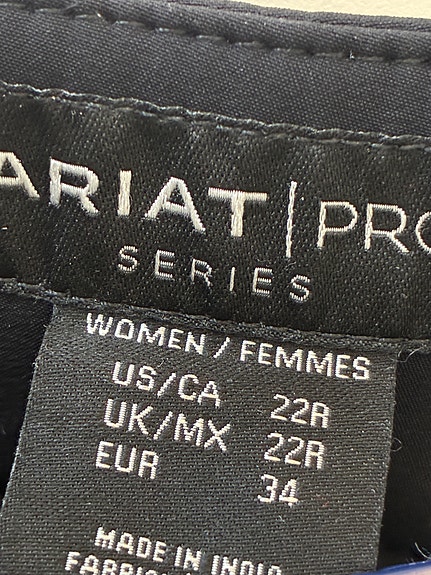 ARIAT | PRO
SERIES
WOMEN / FEMMES
US/CA 22R
UK/MX 22R
EUR 34
MADE IN INDIA